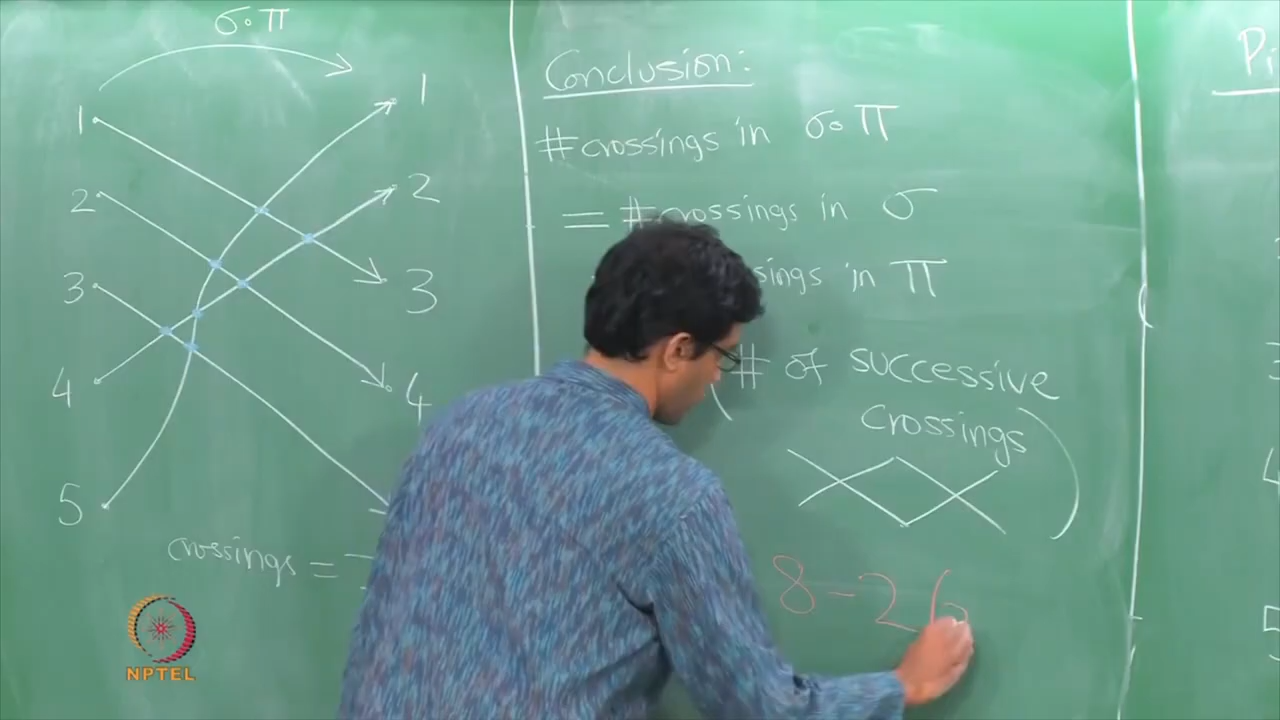 σ∘π
1 1
2 2
3 3
4 4
5
crossings =
NPTEL
Conclusion:
#crossings in σ∘π
= #crossings in σ
in π
# of successive
crossings
8-2(